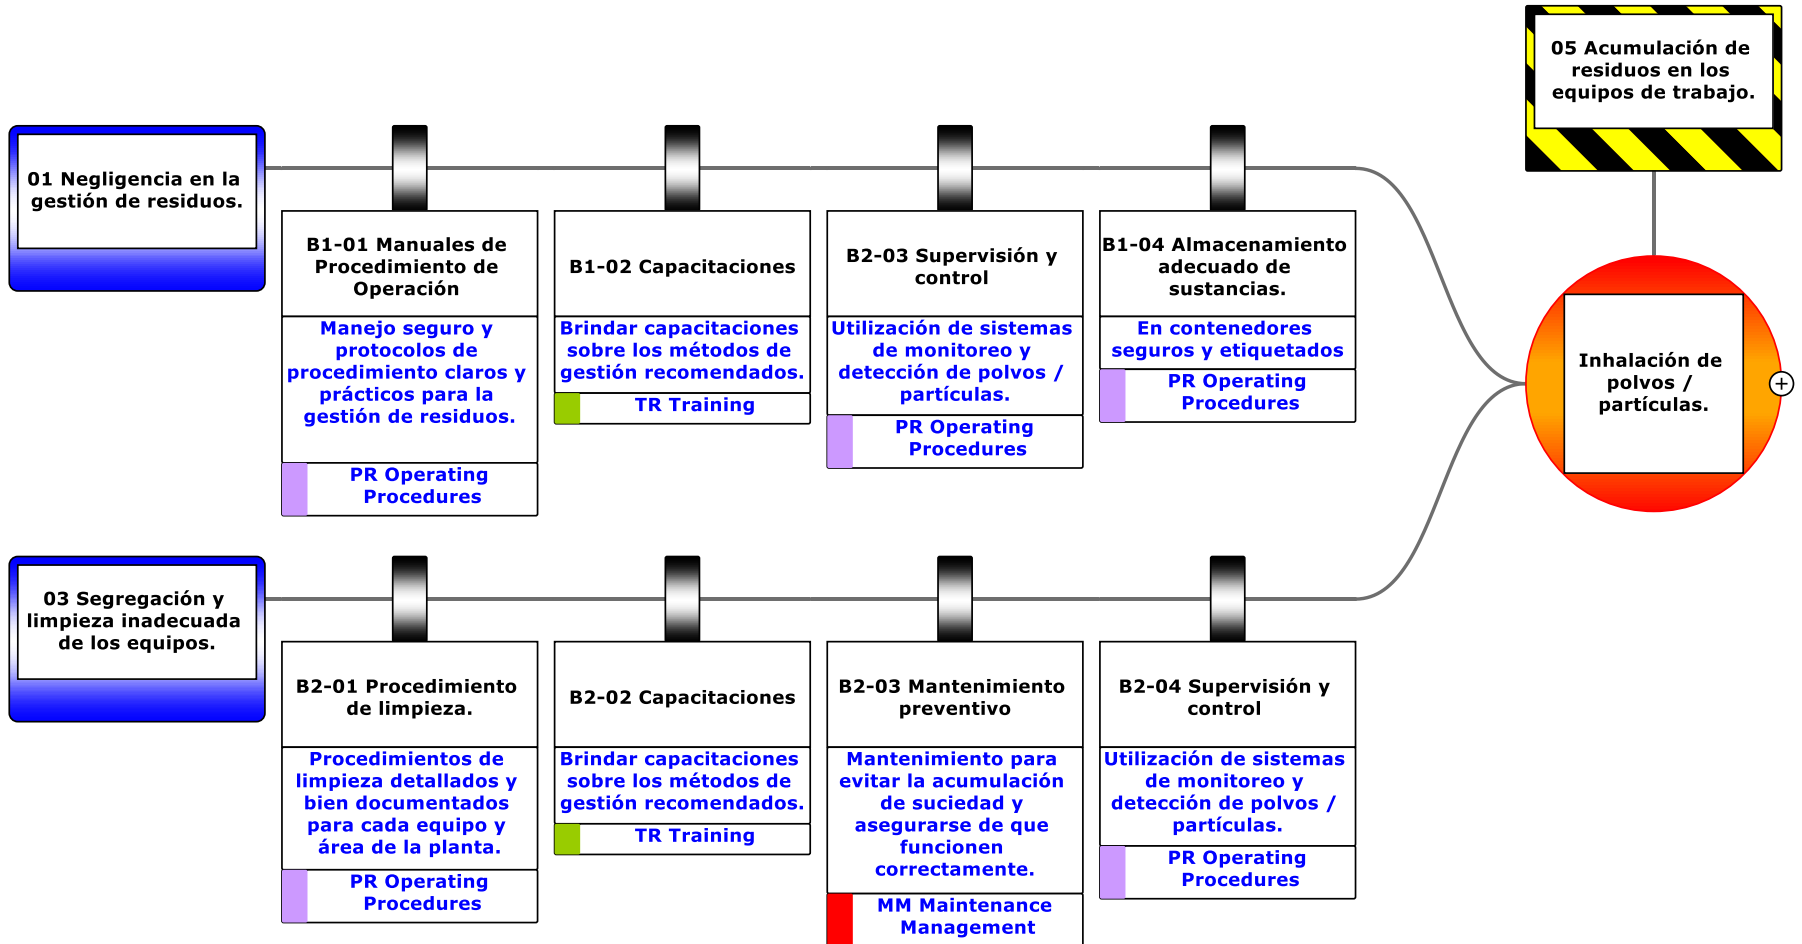 05 Acumulación de
residuos en los
equipos de trabajo.
01 Negligencia en la
gestión de residuos.
B1-01 Manuales de
Procedimiento de
Operación
Manejo seguro y
protocolos de
procedimiento claros y
prácticos para la
gestión de residuos.
PR Operating
Procedures
B1-02 Capacitaciones
Brindar capacitaciones
sobre los métodos de
gestión recomendados.
TR Training
B2-03 Supervisión y
control
Utilización de sistemas
de monitoreo y
detección de polvos /
partículas.
PR Operating
Procedures
B1-04 Almacenamiento
adecuado de
sustancias.
En contenedores
seguros y etiquetados
PR Operating
Procedures
Inhalación de
polvos /
partículas.
03 Segregación y
limpieza inadecuada
de los equipos.
B2-01 Procedimiento
de limpieza.
Procedimientos de
limpieza detallados y
bien documentados
para cada equipo y
área de la planta.
PR Operating
Procedures
B2-02 Capacitaciones
Brindar capacitaciones
sobre los métodos de
gestión recomendados.
TR Training
B2-03 Mantenimiento
preventivo
Mantenimiento para
evitar la acumulación
de suciedad y
asegurarse de que
funcionen
correctamente.
MM Maintenance
Management
B2-04 Supervisión y
control
Utilización de sistemas
de monitoreo y
detección de polvos /
partículas.
PR Operating
Procedures